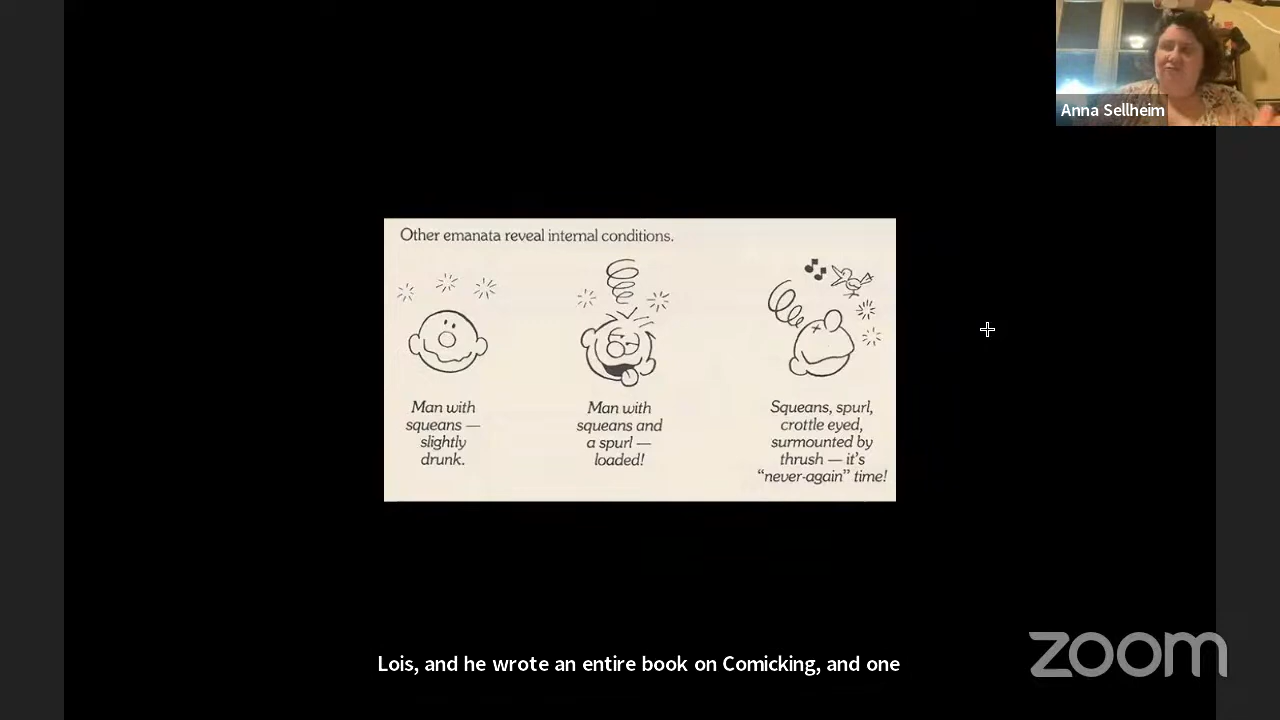 Anna Sellheim
Other emanata reveal internal conditions.
Man with
squeans —
slightly
drunk.
Man with
squeans and
a spurl —
loaded!
Squeans, spurl,
crottle eyed,
surmounted by
thrush — it's
“never-again” time!
Lois, and he wrote an entire book on Comicking, and one
zoom